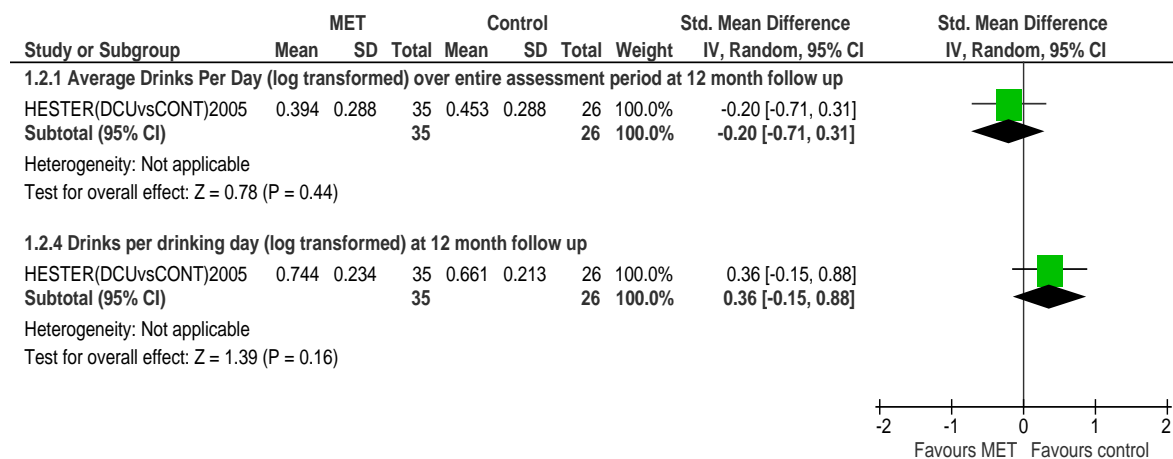 MET Control Std. Mean Difference Std. Mean Difference
Study or Subgroup Mean SD Total Mean SD Total Weight IV, Random, 95% CI IV, Random, 95% CI
1.2.1 Average Drinks Per Day (log transformed) over entire assessment period at 12 month follow up
HESTER(DCUvsCONT)2005 0.394 0.288 35 0.453 0.288 26 100.0% -0.20 [-0.71, 0.31]
Subtotal (95% CI) 35 26 100.0% -0.20 [-0.71, 0.31]
Heterogeneity: Not applicable
Test for overall effect: Z = 0.78 (P = 0.44)
1.2.4 Drinks per drinking day (log transformed) at 12 month follow up
HESTER(DCUvsCONT)2005 0.744 0.234 35 0.661 0.213 26 100.0% 0.36 [-0.15, 0.88]
Subtotal (95% CI) 35 26 100.0% 0.36 [-0.15, 0.88]
Heterogeneity: Not applicable
Test for overall effect: Z = 1.39 (P = 0.16)
-2 -1 0 1 2
Favours MET Favours control